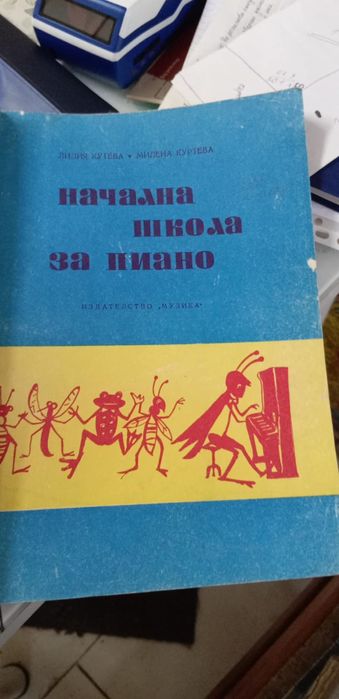 ЛИЛИЯ КУТЕВА • МИЛЕНА КУРТЕВА
НАЧАЛНА
ШКОЛА
ЗА ПИАНО
ИЗДАТЕЛСТВО „МУЗИКА"